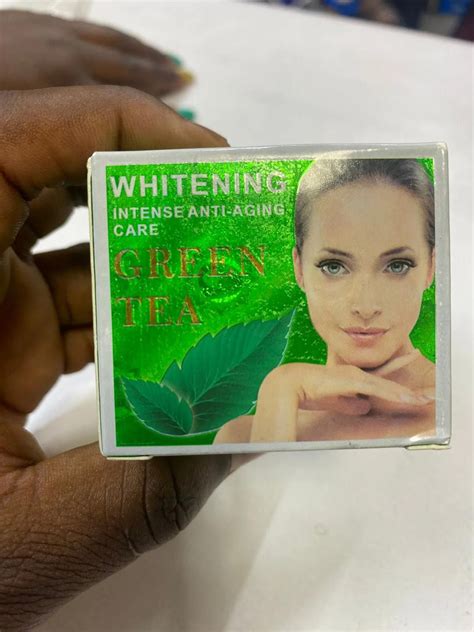 WHITENING
INTENSE ANTI-AGING
CARE
GREEN
TEA